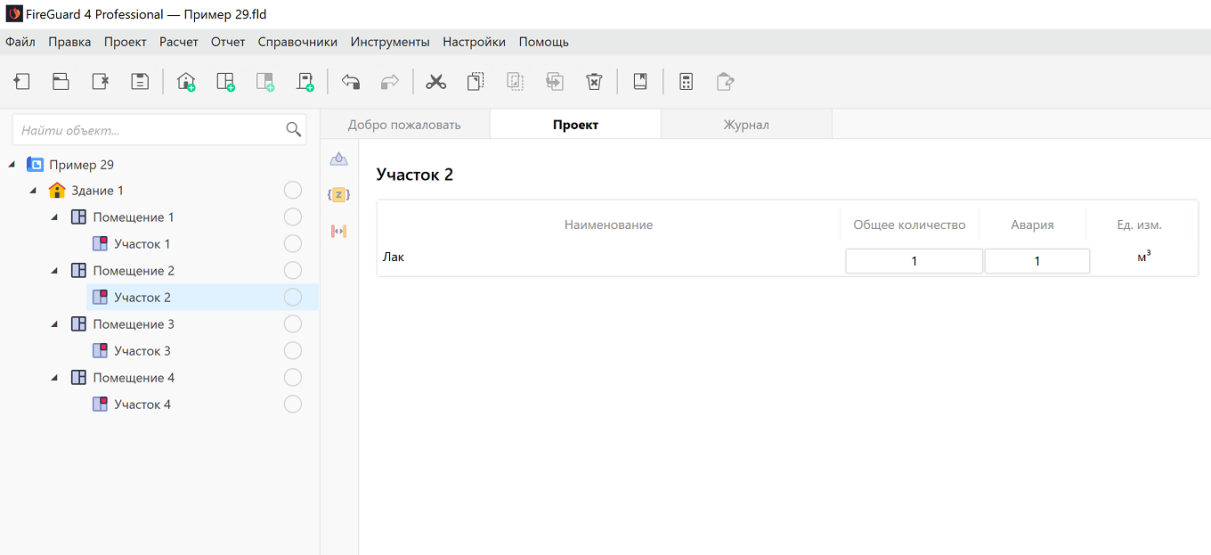 FireGuard 4 Professional — Пример 29.fld
Файл Правка Проект Расчет Отчет Справочники Инструменты Настройки Помощь
Найти объект...
Добро пожаловать Проект Журнал
Пример 29
Здание 1
Помещение 1
Участок 1
Помещение 2
Участок 2
Помещение 3
Участок 3
Помещение 4
Участок 4
{z}
Участок 2
Наименование Общее количество Авария Ед. изм.
Лак 1 1 м³